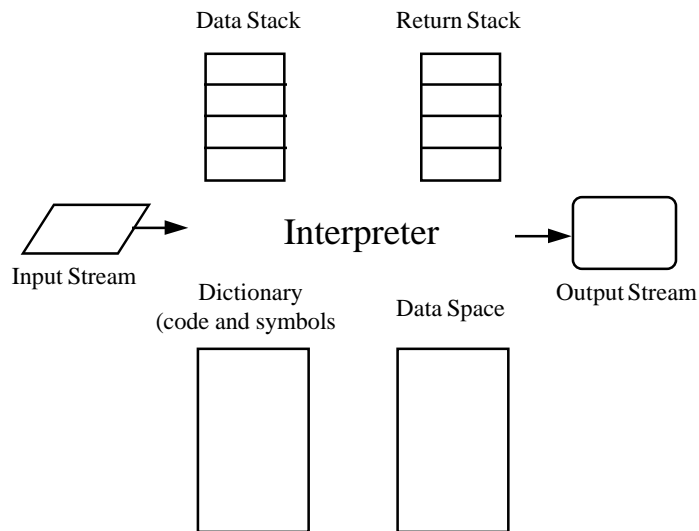 Data Stack
Return Stack
Interpreter
Input Stream
Output Stream
Dictionary
(code and symbols
Data Space